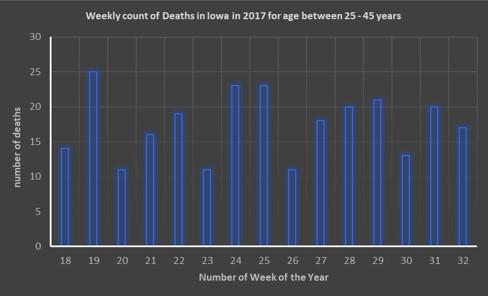 Weekly count of Deaths in Iowa in 2017 for age between 25 - 45 years
30
25
20
15
10
5
0
number of deaths
18 19 20 21 22 23 24 25 26 27 28 29 30 31 32
Number of Week of the Year